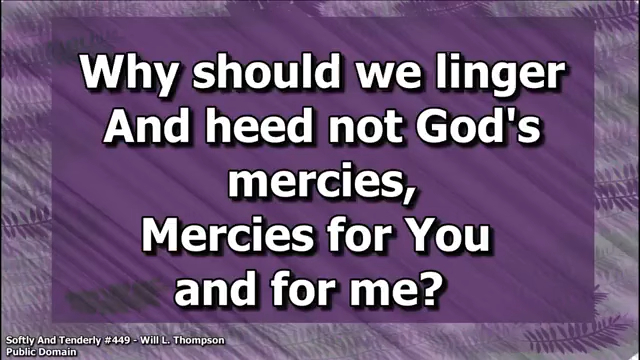 Why should we linger
And heed not God's
mercies,
Mercies for You
and for me?
Softly And Tenderly #449 - Will L. Thompson
Public Domain